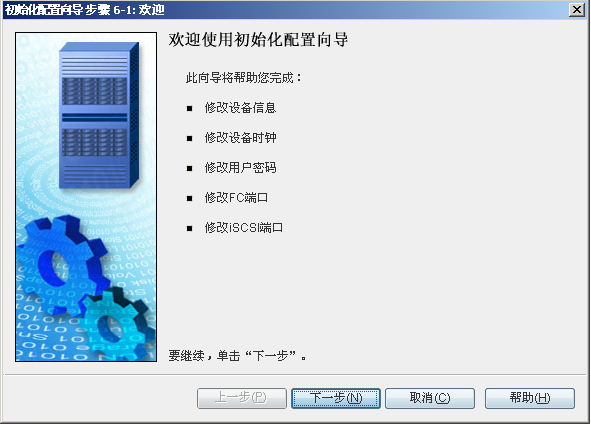 初始化配置向导步骤 6-1: 欢迎
欢迎使用初始化配置向导
此向导将帮助您完成：
■ 修改设备信息
■ 修改设备时钟
■ 修改用户密码
■ 修改FC端口
■ 修改iSCSI端口
要继续，单击“下一步”。
上一步(P) 下一步(N) 取消(C) 帮助(H)